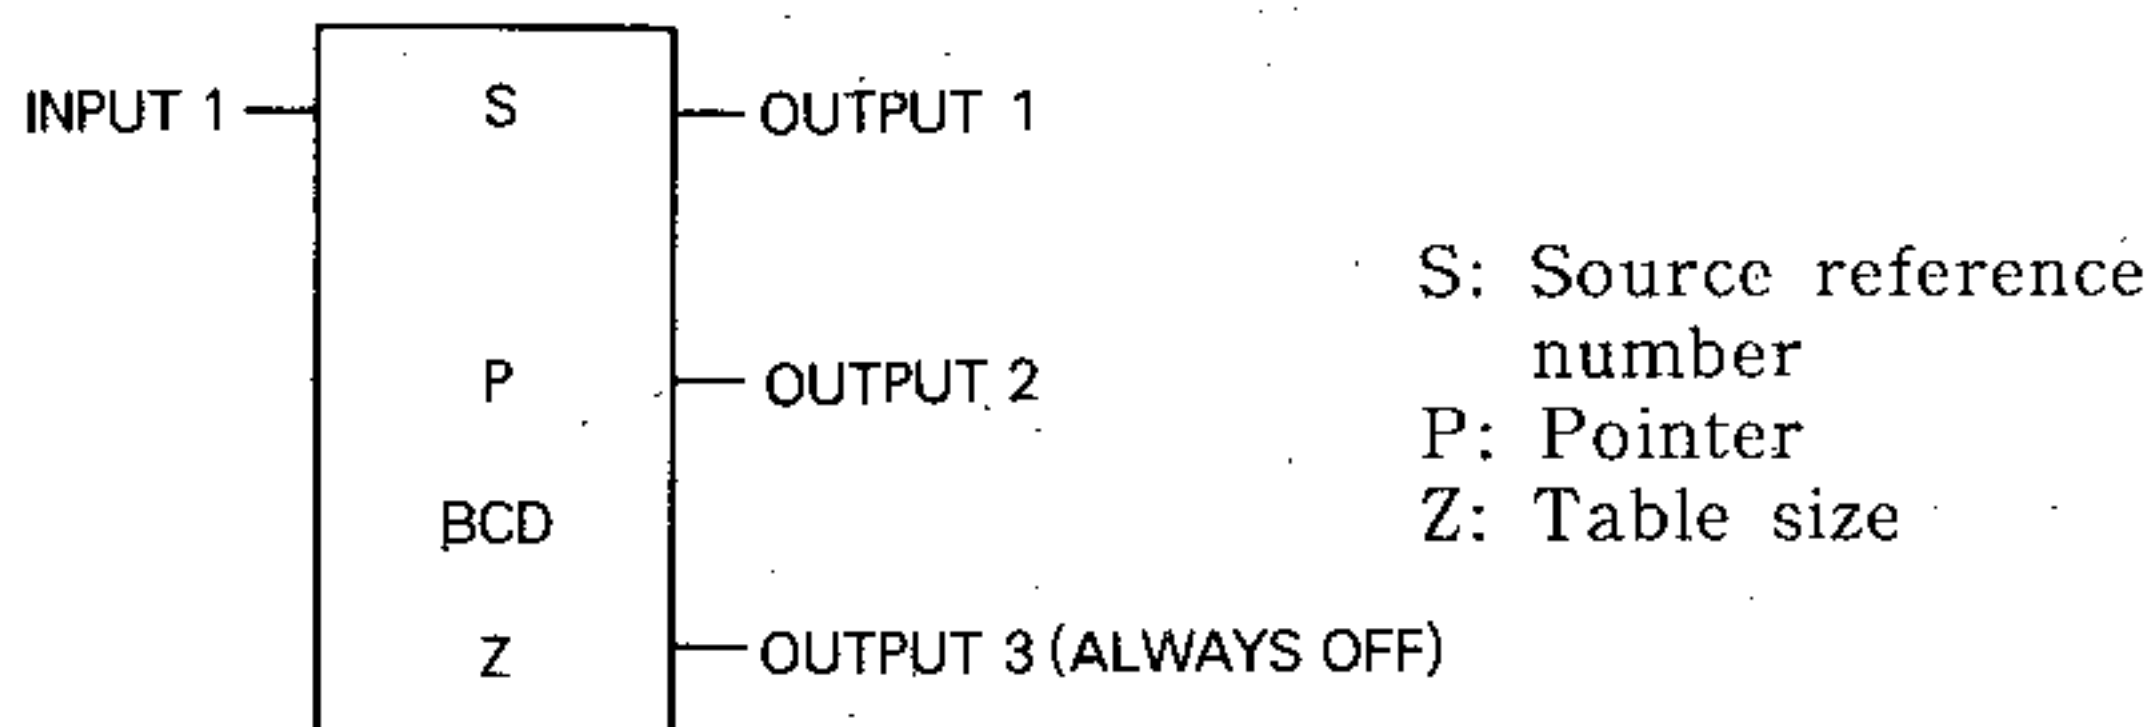 INPUT 1
S
OUTPUT 1
S: Source reference
number
P
OUTPUT 2
P: Pointer
BCD
Z: Table size
Z
OUTPUT 3 (ALWAYS OFF)